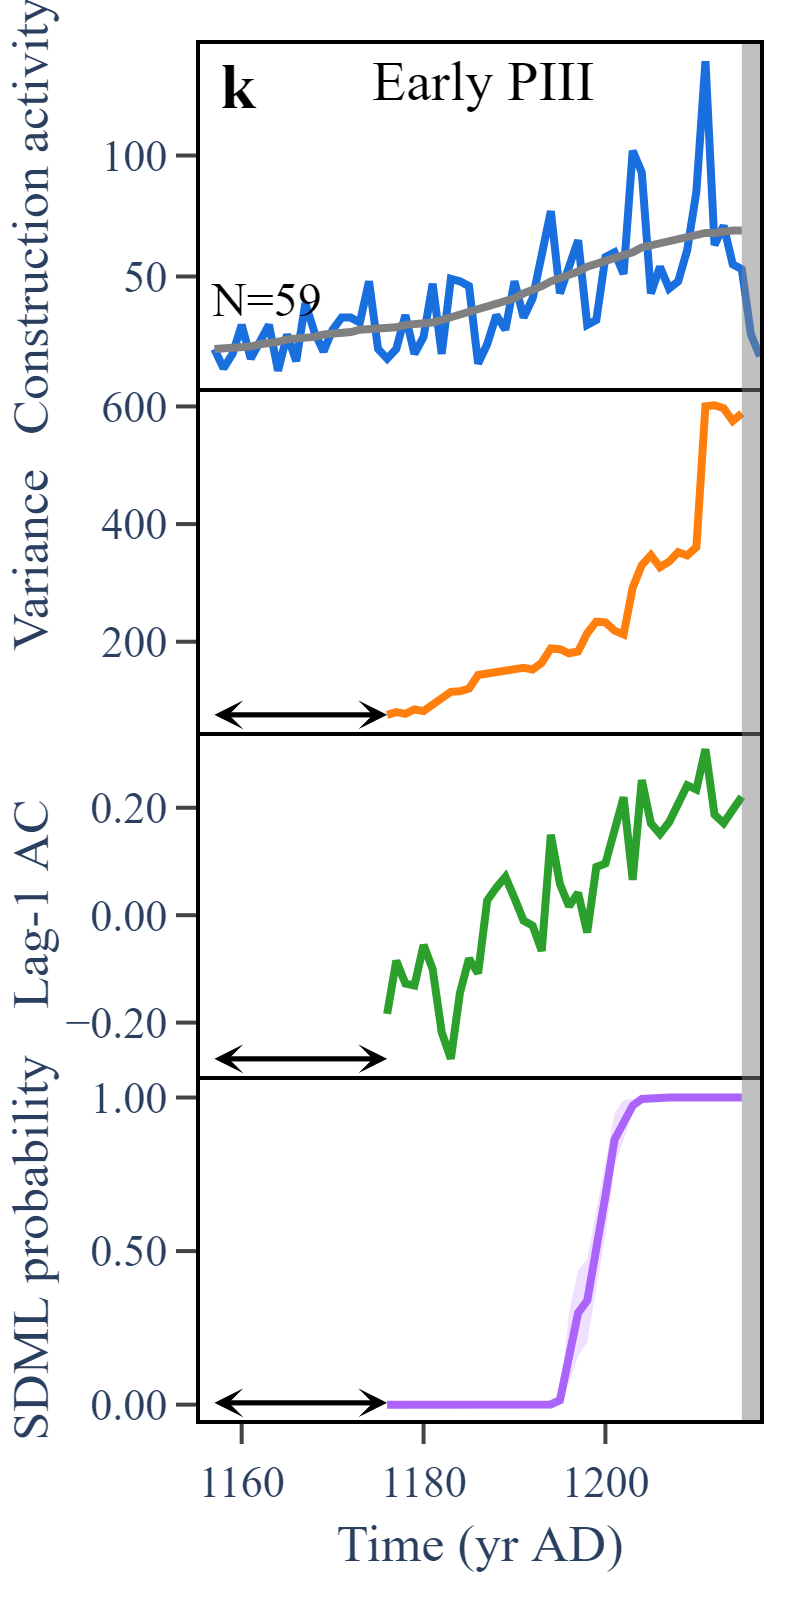 k
Early PIII
Construction activity
100
50
N=59
Variance
600
400
200
Lag-1 AC
0.20
0.00
−0.20
SDML probability
1.00
0.50
0.00
1160
1180
1200
Time (yr AD)